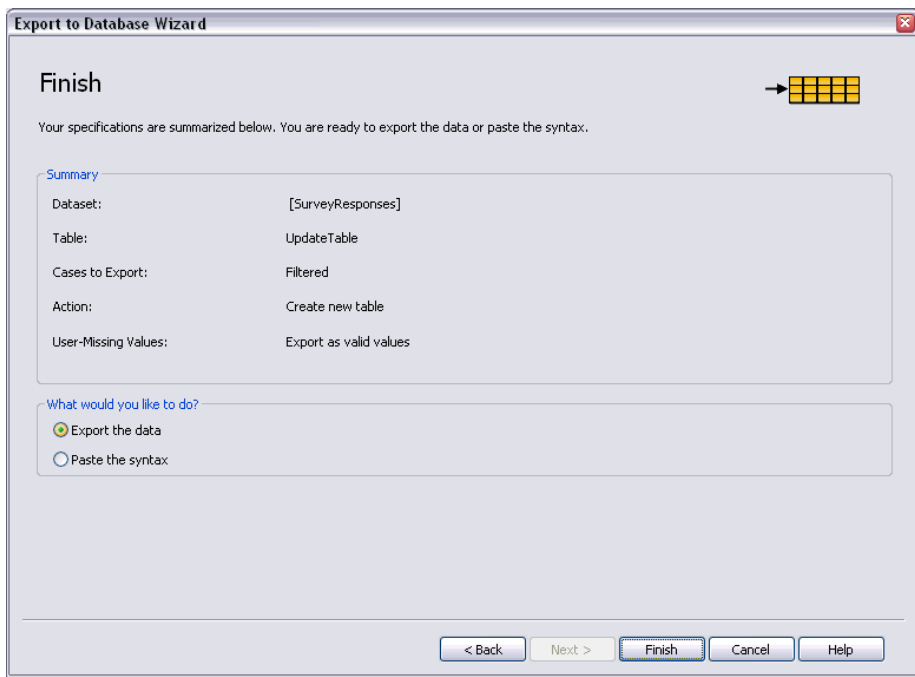 Export to Database Wizard
Finish
Your specifications are summarized below. You are ready to export the data or paste the syntax.
Summary
Dataset: [SurveyResponses]
Table: UpdateTable
Cases to Export: Filtered
Action: Create new table
User-Missing Values: Export as valid values
What would you like to do?
Export the data
Paste the syntax
< Back Next > Finish Cancel Help